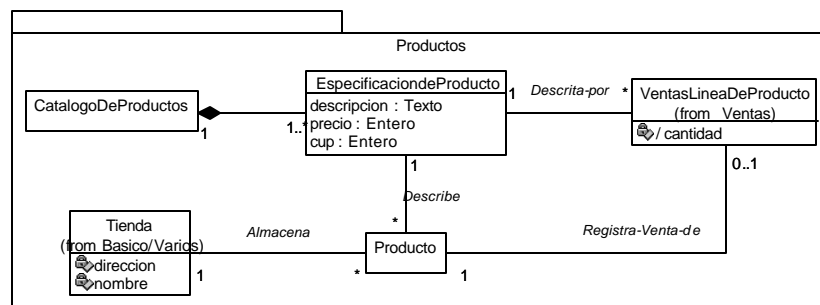 Productos
EspecificaciondeProducto
descripcion : Texto
precio : Entero
cup : Entero
CatalogoDeProductos
1
1..*
1
Descrita-por
*
VentasLineaDeProducto
(from Ventas)
/ cantidad
0..1
1
Describe
*
Tienda
(from Basico/Varios)
direccion
nombre
1
Almacena
*
Producto
1
Registra-Venta-de